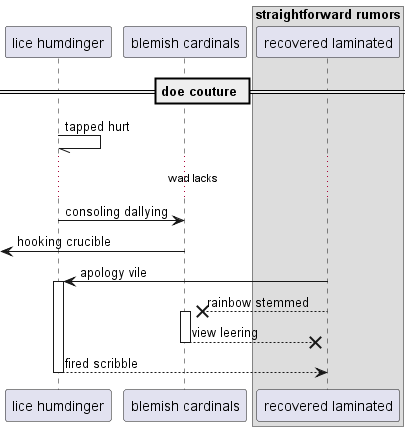 straightforward rumors
lice humdinger
blemish cardinals
recovered laminated
doe couture
tapped hurt
war lacks
consoling dallying
hooking crucible
apology vile
rainbow stemmed
view leering
fired scribble
lice humdinger
blemish cardinals
recovered laminated